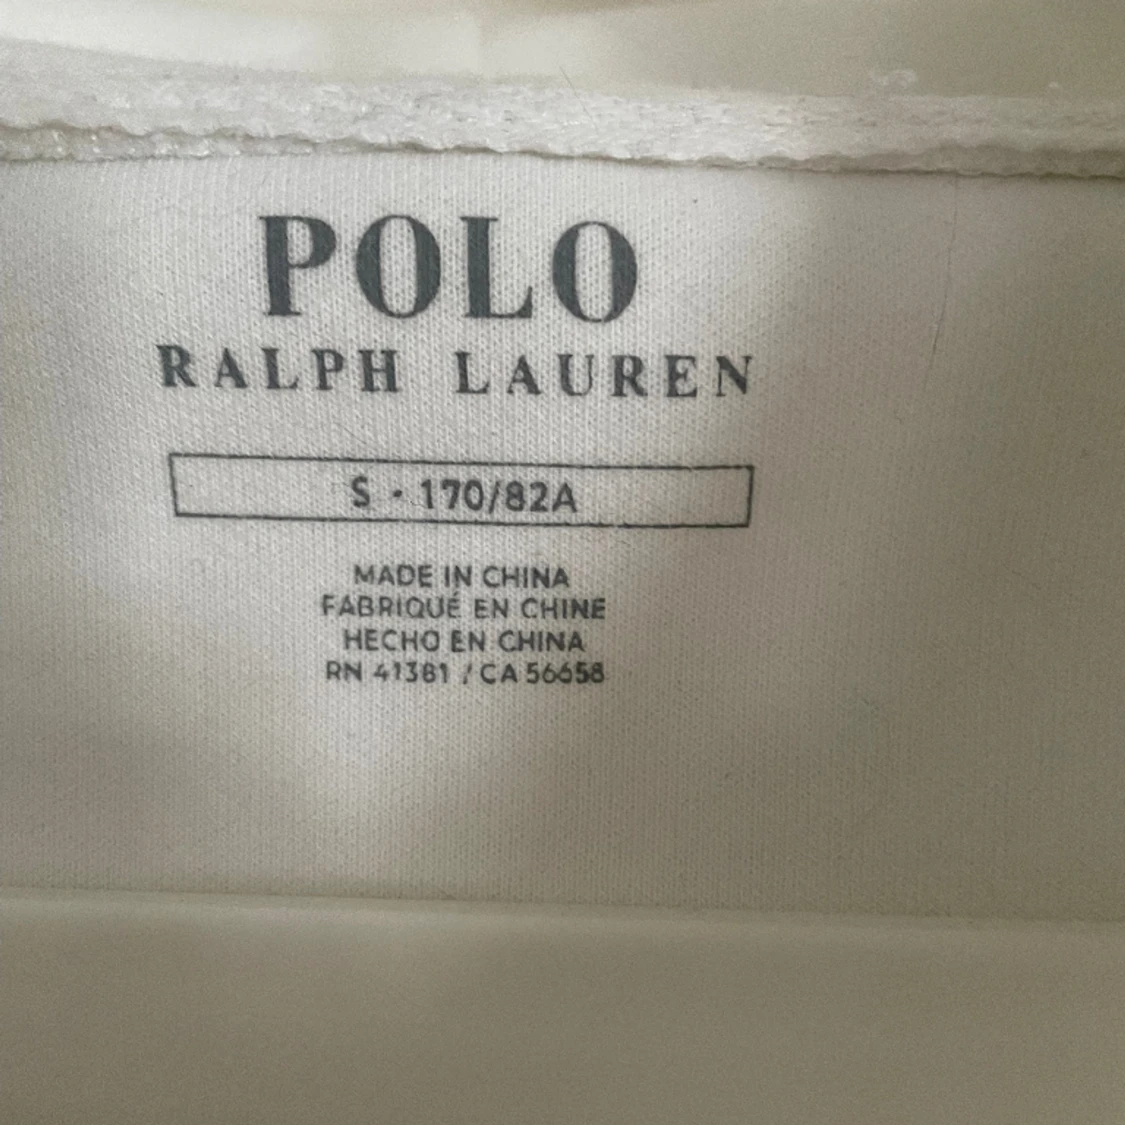 POLO
RALPH LAUREN
S - 170/82A
MADE IN CHINA
FABRIQUÉ EN CHINE
HECHO EN CHINA
RN 41381 / CA 56658